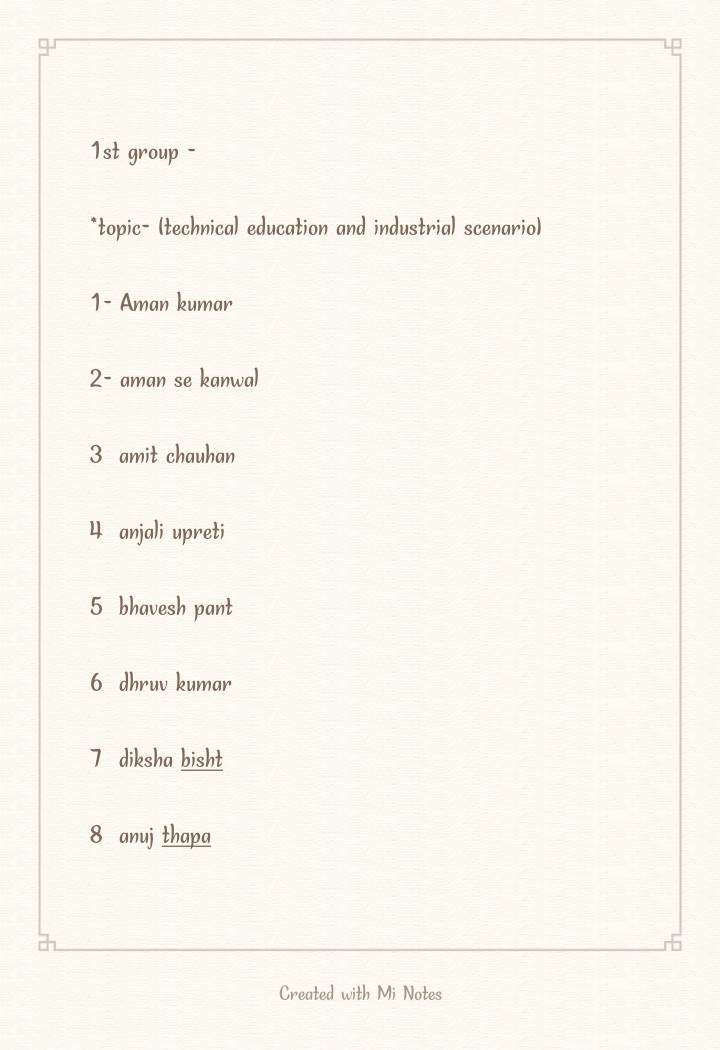 1st group -
*topic- (technical education and industrial scenario)
1- Aman kumar
2- aman se kanwal
3 amit chauhan
4 anjali upreti
5 bhavesh pant
6 dhruv kumar
7 diksha bisht
8 anuj thapa
Created with Mi Notes